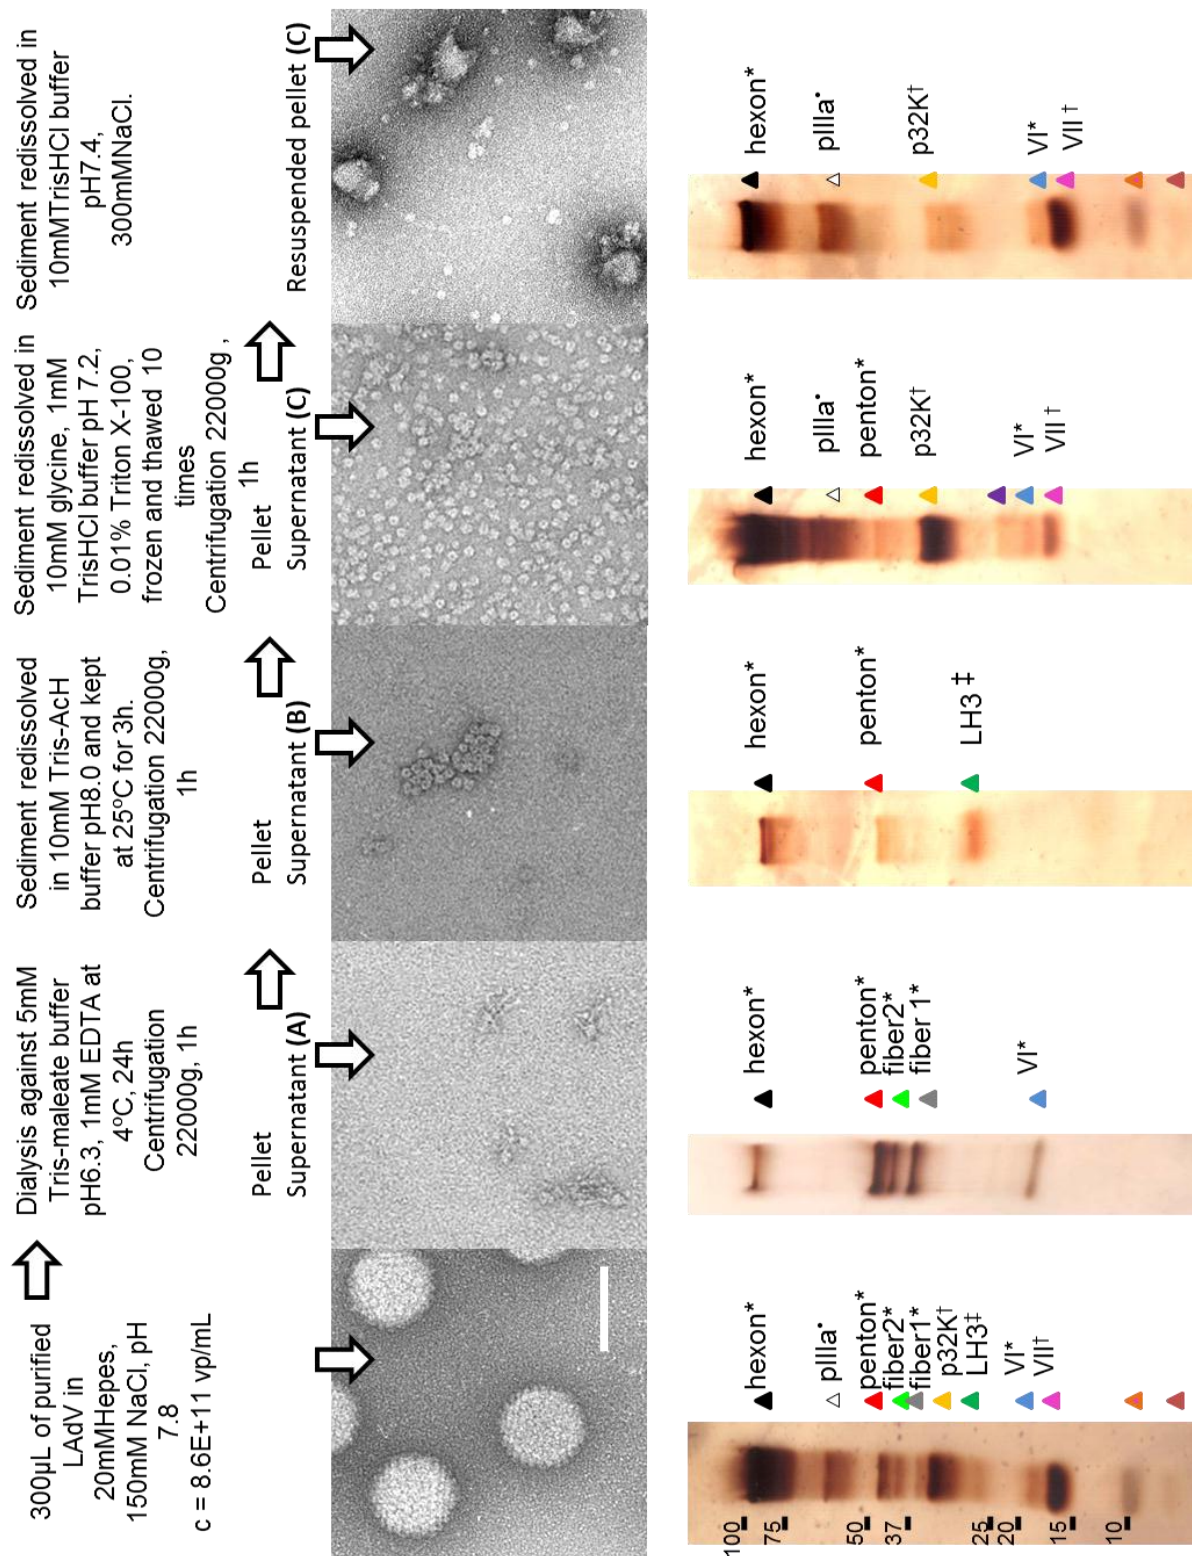 300µL of purified
LAdV in
20mMHepes,
150mM NaCl, pH
7.8
c = 8.6E+11 vp/mL
Dialysis against 5mM
Tris-maleate buffer
pH6.3, 1mM EDTA at
4ºC, 24h
Centrifugation
22000g, 1h
Pellet
Supernatant (A)
Sediment redissolved
in 10mM Tris-AcH
buffer pH8.0 and kept
at 25ºC for 3h.
Centrifugation 22000g,
1h
Pellet
Supernatant (B)
Sediment redissolved in
10mM glycine, 1mM
TrisHCl buffer pH 7.2,
0.01% Triton X-100,
frozen and thawed 10
times
Centrifugation 22000g ,
1h
Pellet
Supernatant (C)
Sediment redissolved in
10mMTrisHCl buffer
pH7.4,
300mMNaCl.
Resuspended pellet (C)
100
75
50
37
25
20
15
10
hexon*
pIIIa•
penton*
fiber2*
fiber1*
p32K†
LH3‡
VI*
VII†
hexon*
penton*
fiber2*
fiber 1*
VI*
hexon*
penton*
LH3 ‡
hexon*
pIIIa•
penton*
p32K†
VI*
VII †
hexon*
pIIIa•
p32K†
VI*
VII †